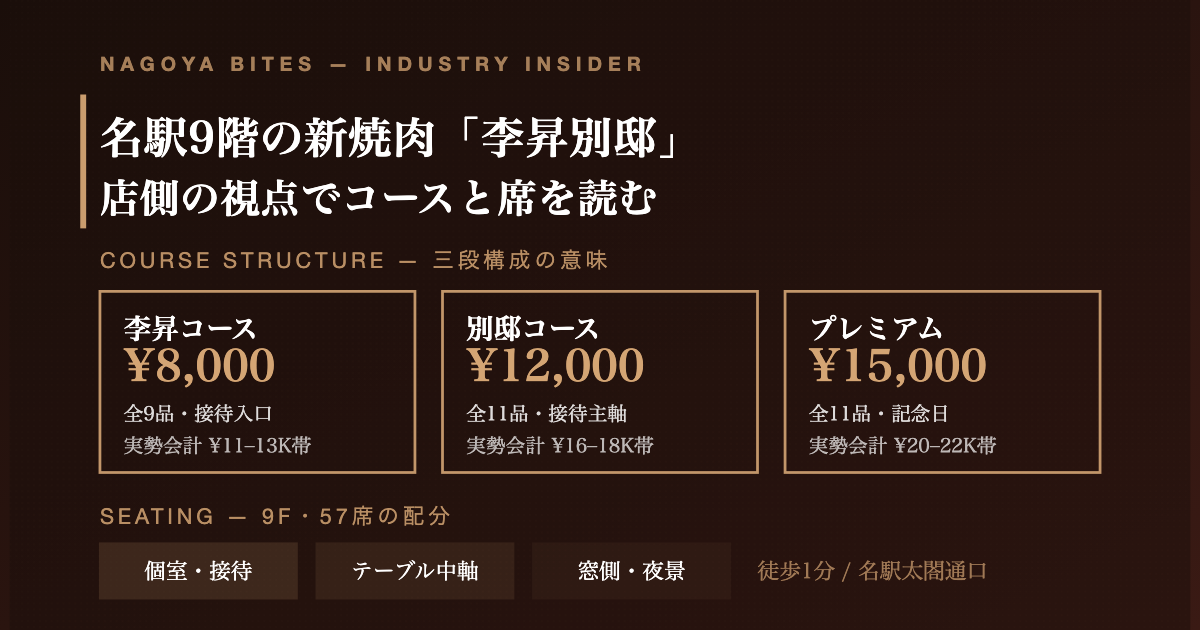 NAGOYA BITES — INDUSTRY INSIDER
名駅9階の新焼肉「李昇別邸」
店側の視点でコースと席を読む
COURSE STRUCTURE — 三段構成の意味
李昇コース
¥8,000
全9品・接待入口
実勢会計 ¥11–13K帯
別邸コース
¥12,000
全11品・接待主軸
実勢会計 ¥16–18K帯
プレミアム
¥15,000
全11品・記念日
実勢会計 ¥20–22K帯
SEATING — 9F・57席の配分
個室・接待
テーブル中軸
窓側・夜景
徒歩1分 / 名駅太閤通口